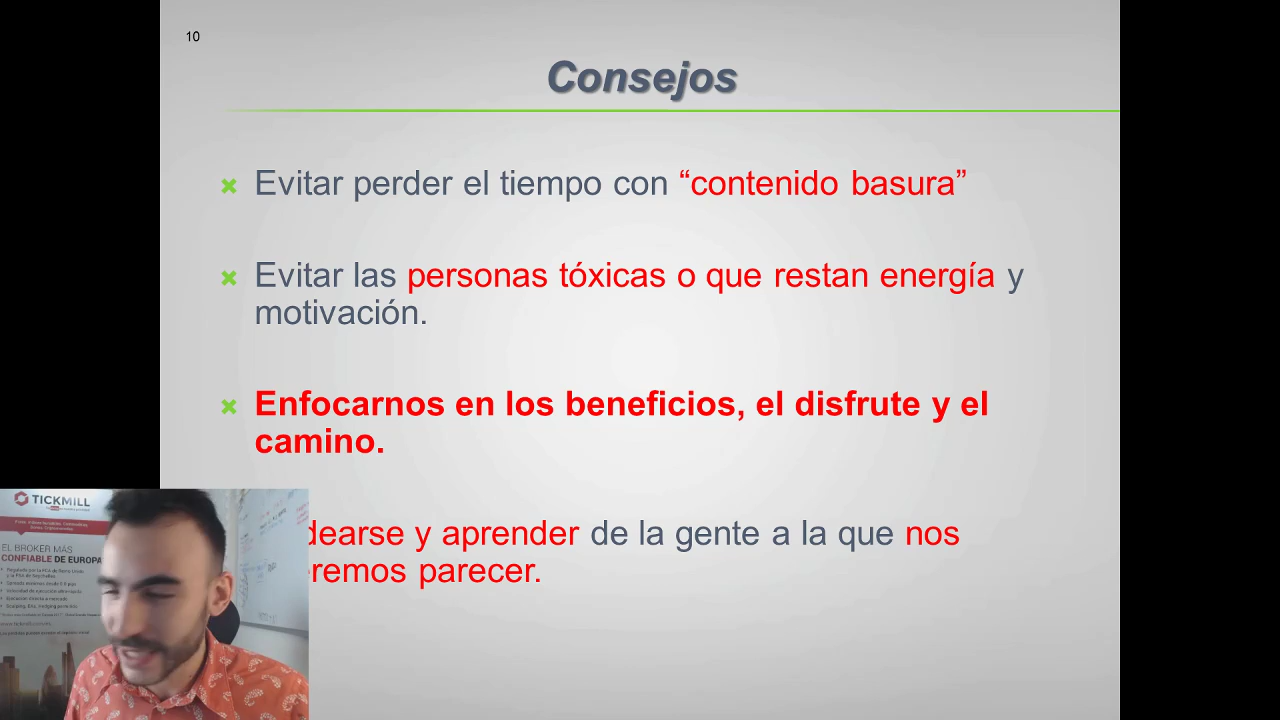 10
Consejos
Evitar perder el tiempo con “contenido basura”
Evitar las personas tóxicas o que restan energía y
motivación.
Enfocarnos en los beneficios, el disfrute y el
camino.
dearse y aprender de la gente a la que nos
eremos parecer.
TICKMILL
EL BROKER MÁS
CONFIABLE DE EUROPA